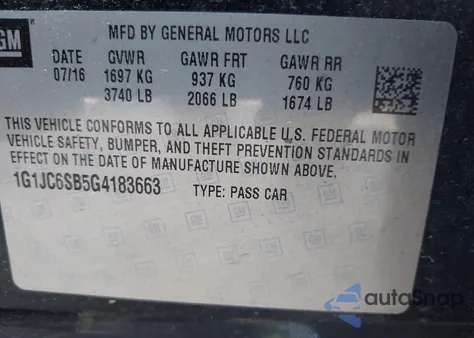 GM
MFD BY GENERAL MOTORS LLC
DATE GVWR GAWR FRT GAWR RR
07/16 1697 KG 937 KG 760 KG
3740 LB 2066 LB 1674 LB
THIS VEHICLE CONFORMS TO ALL APPLICABLE U.S. FEDERAL MOTOR
VEHICLE SAFETY, BUMPER, AND THEFT PREVENTION STANDARDS IN
EFFECT ON THE DATE OF MANUFACTURE SHOWN ABOVE.
1G1JC6SB5G4183663 TYPE: PASS CAR
autoSnap